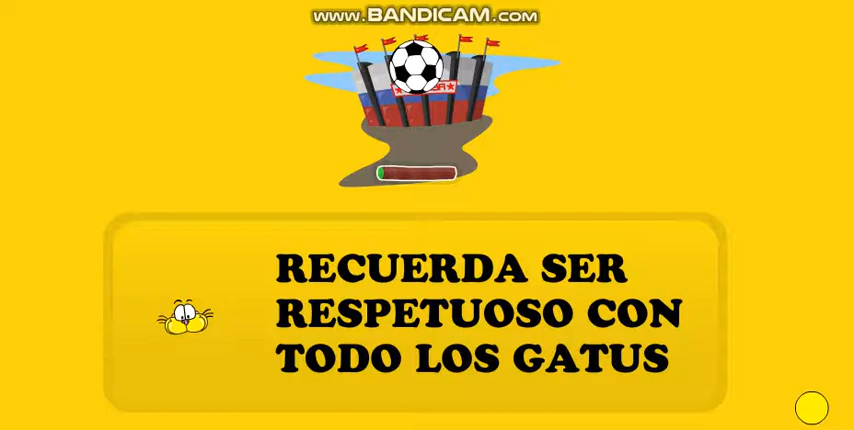 www.BANDICAM.com
RECUERDA SER
RESPETUOSO CON
TODO LOS GATUS